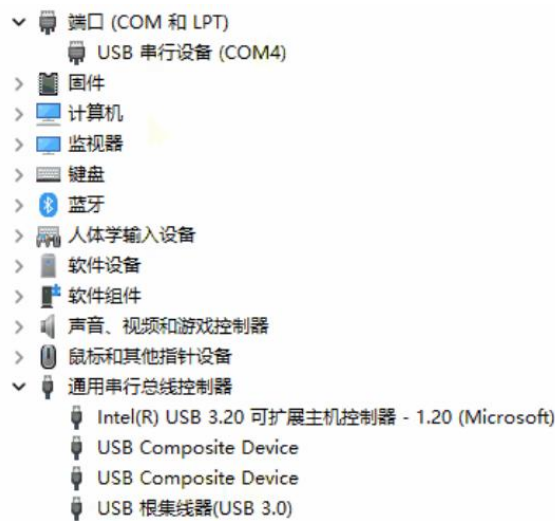 端口 (COM 和 LPT)
USB 串行设备 (COM4)
固件
计算机
监视器
键盘
蓝牙
人体学输入设备
软件设备
软件组件
声音、视频和游戏控制器
鼠标和其他指针设备
通用串行总线控制器
Intel(R) USB 3.20 可扩展主机控制器 - 1.20 (Microsoft)
USB Composite Device
USB Composite Device
USB 根集线器(USB 3.0)